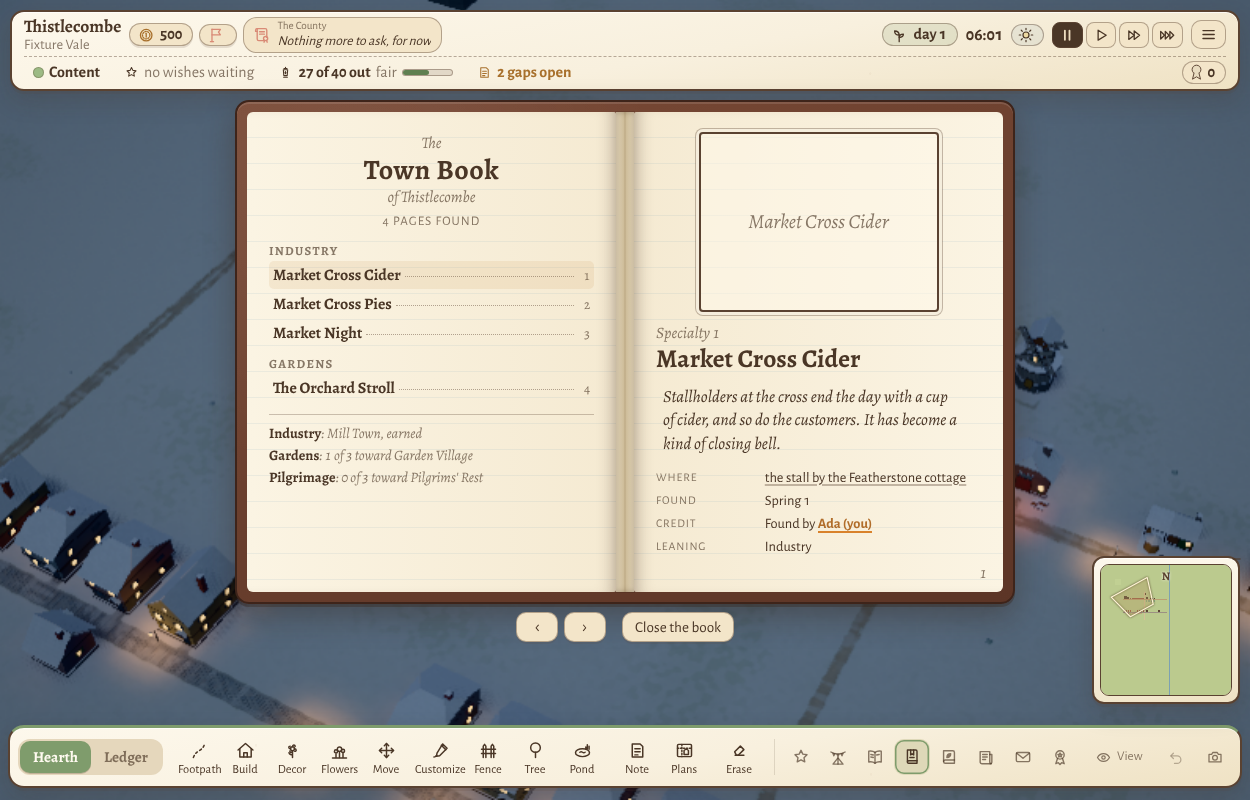 Thistlecombe
Fixture Vale
500
The County
Nothing more to ask, for now
day 1
06:01
Content
no wishes waiting
27 of 40 out fair
2 gaps open
0
The
Town Book
of Thistlecombe
4 PAGES FOUND
INDUSTRY
Market Cross Cider 1
Market Cross Pies 2
Market Night 3
GARDENS
The Orchard Stroll 4
Industry: Mill Town, earned
Gardens: 1 of 3 toward Garden Village
Pilgrimage: 0 of 3 toward Pilgrims' Rest
Market Cross Cider
Specialty 1
Market Cross Cider
Stallholders at the cross end the day with a cup
of cider, and so do the customers. It has become a
kind of closing bell.
WHERE the stall by the Featherstone cottage
FOUND Spring 1
CREDIT Found by Ada (you)
LEANING Industry
1
‹ › Close the book
N
Hearth Ledger
Footpath Build Decor Flowers Move Customize Fence Tree Pond Note Plans Erase
View